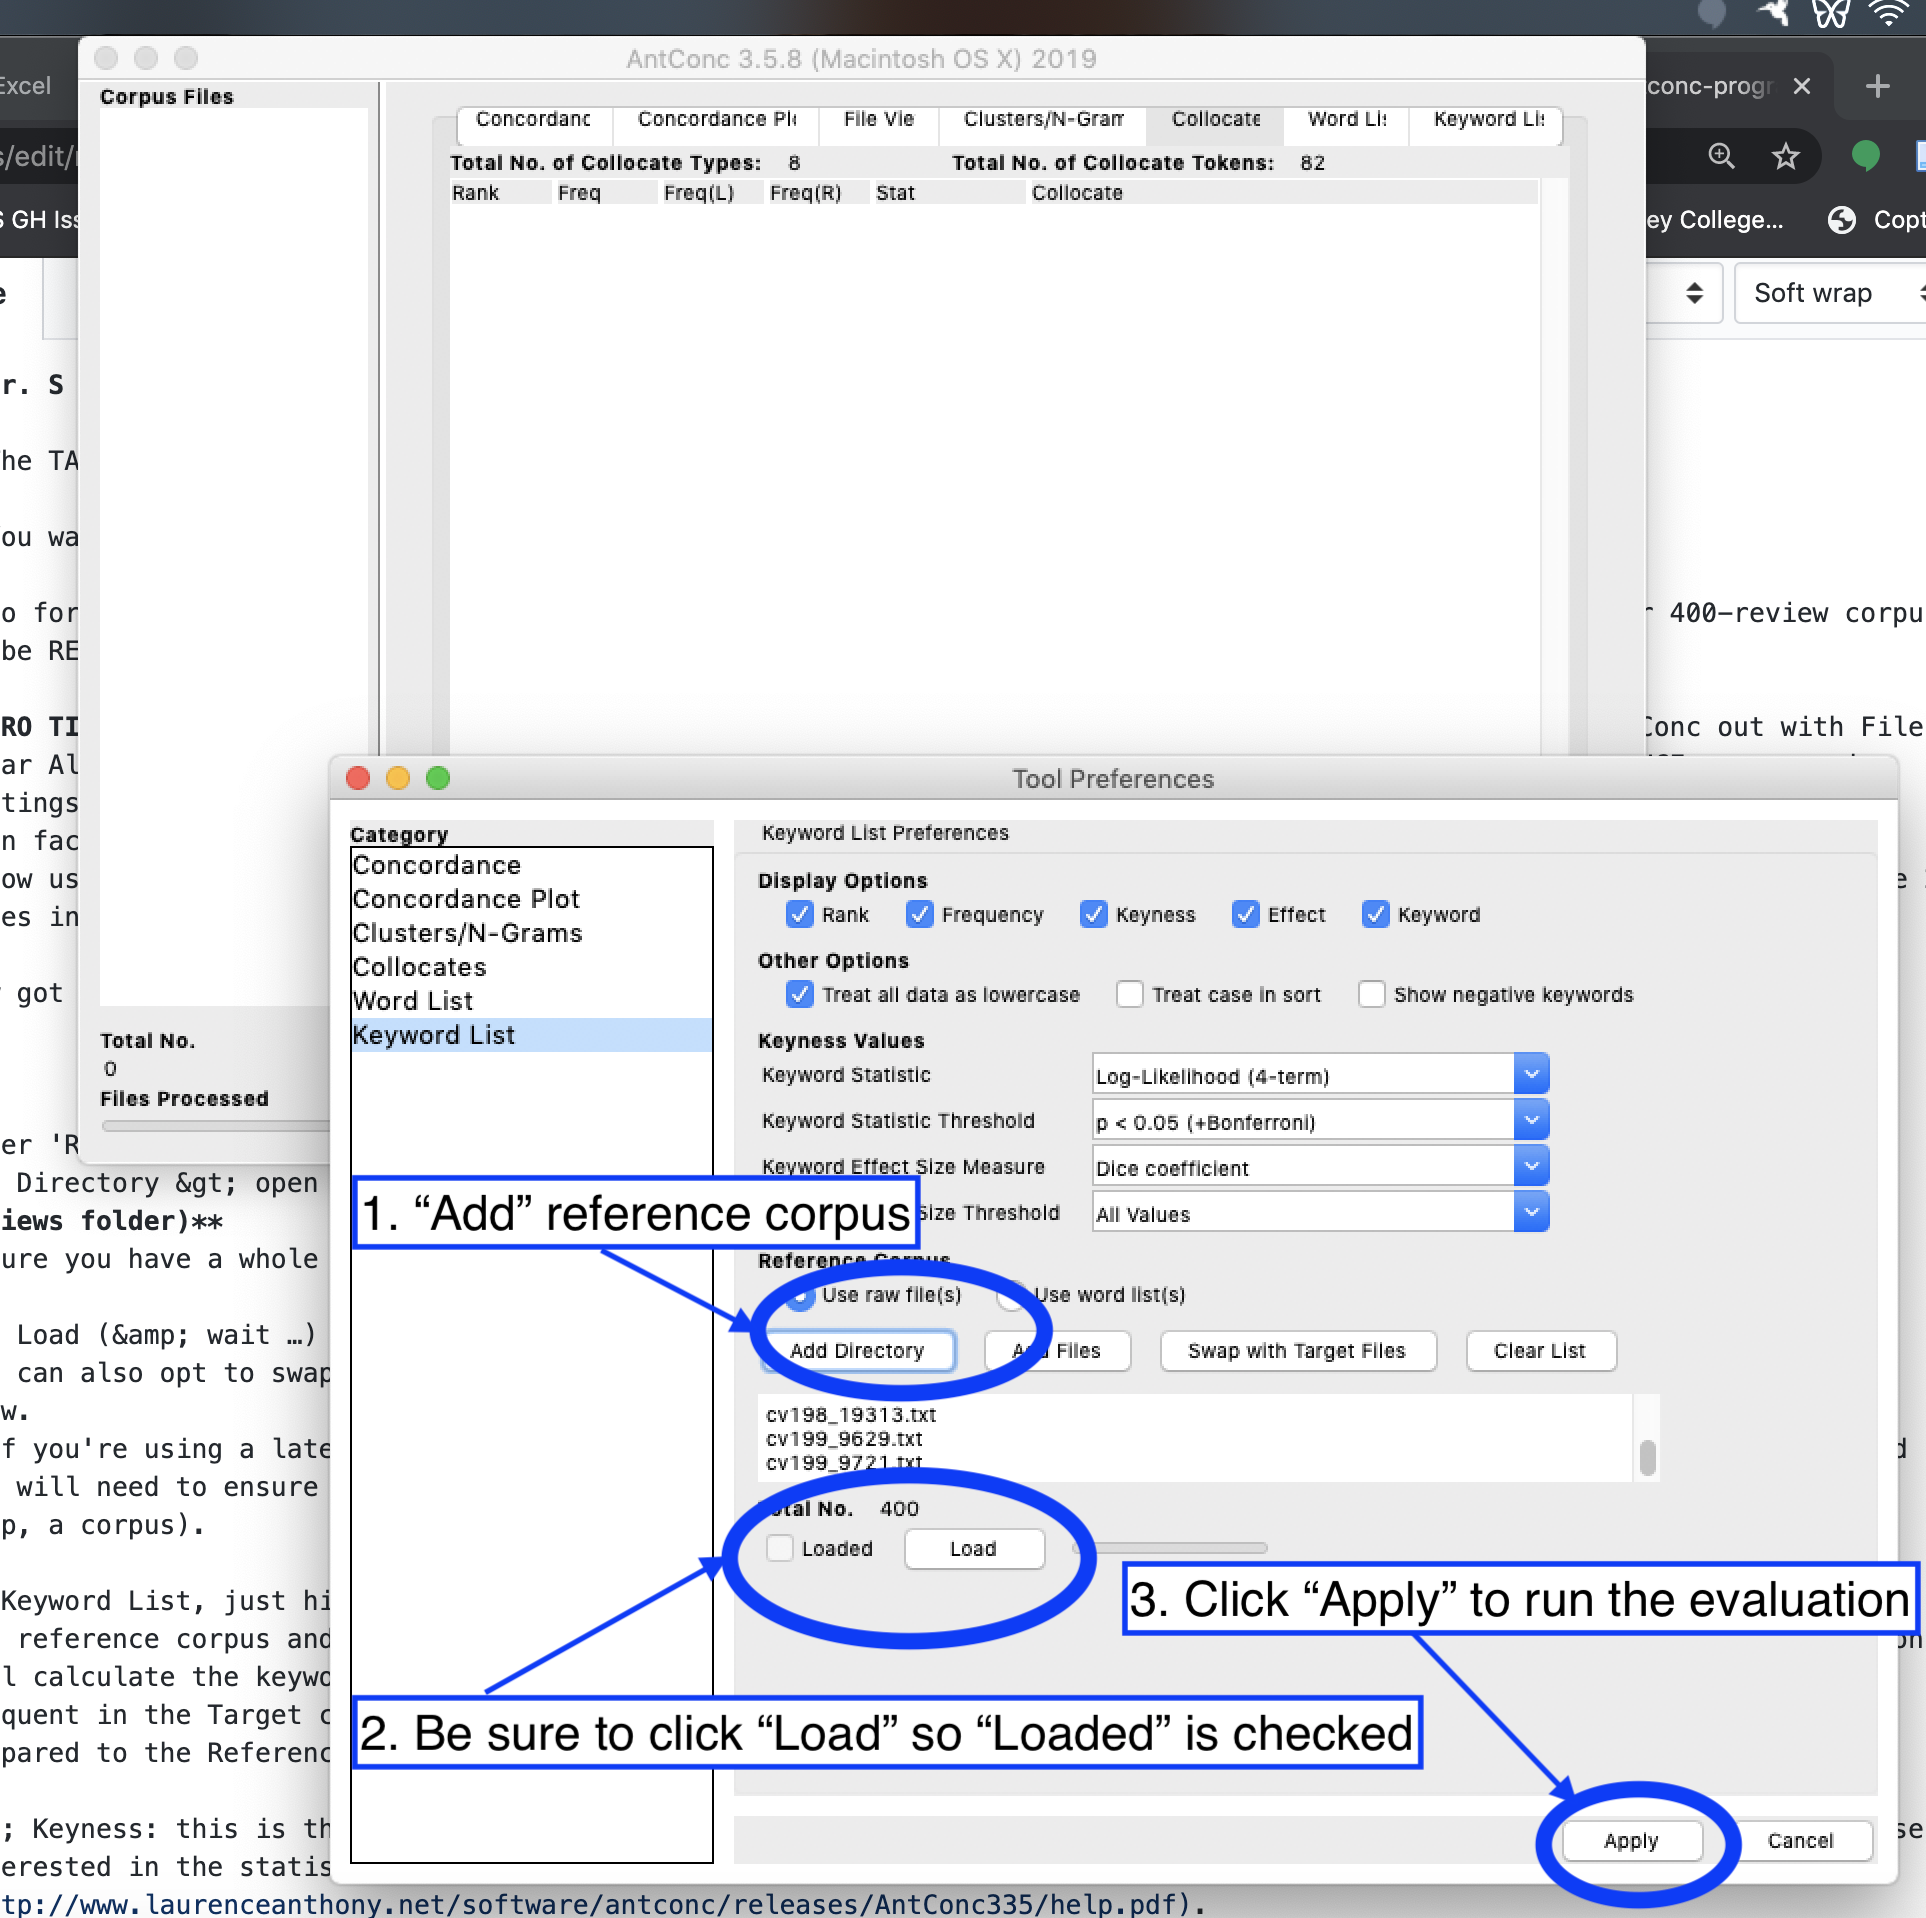 AntConc 3.5.8 (Macintosh OS X) 2019
Excel
conc-progr
s/edit/
S GH Iss
ey College...
Copt
Soft wrap
Corpus Files
Concordanc
Concordance Plo
File Vie
Clusters/N-Gram
Collocate
Word Lis
Keyword Lis
Total No. of Collocate Types: 8
Total No. of Collocate Tokens: 82
Rank Freq Freq(L) Freq(R) Stat Collocate
r. S
he TA
ou wa
o for
r 400-review corpu
be RE
RO TI
Conc out with File
ar Al
tings
n fac
ow us
es in
got
Total No.
0
Files Processed
er 'R
Directory &gt; open
iews folder)**
ure you have a whole
Load (&amp; wait …)
can also opt to swap
w.
f you're using a late
will need to ensure
p, a corpus).
Keyword List, just hi
reference corpus and
l calculate the keywo
quent in the Target c
pared to the Referenc
; Keyness: this is th
erested in the statis
tp://www.laurenceanthony.net/software/antconc/releases/AntConc335/help.pdf).
Tool Preferences
Category
Concordance
Concordance Plot
Clusters/N-Grams
Collocates
Word List
Keyword List
Keyword List Preferences
Display Options
Rank Frequency Keyness Effect Keyword
Other Options
Treat all data as lowercase Treat case in sort Show negative keywords
Keyness Values
Keyword Statistic Log-Likelihood (4-term)
Keyword Statistic Threshold p < 0.05 (+Bonferroni)
Keyword Effect Size Measure Dice coefficient
Size Threshold All Values
1. “Add” reference corpus
Reference Corpus
Use raw file(s) Use word list(s)
Add Directory Add Files Swap with Target Files Clear List
cv198_19313.txt
cv199_9629.txt
cv199_9721.txt
Total No. 400
Loaded Load
3. Click “Apply” to run the evaluation
2. Be sure to click “Load” so “Loaded” is checked
Apply Cancel